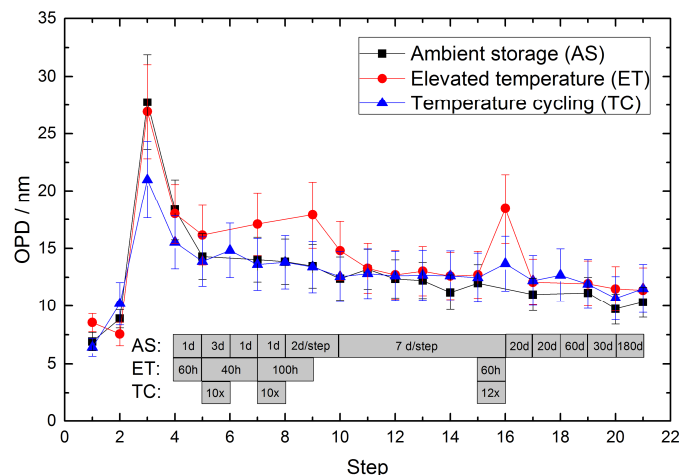 35
30
25
20
15
10
5
0
OPD / nm
Ambient storage (AS)
Elevated temperature (ET)
Temperature cycling (TC)
AS: 1d 3d 1d 1d 2d/step 7 d/step 20d 20d 60d 30d 180d
ET: 60h 40h 100h 60h
TC: 10x 10x 12x
0 2 4 6 8 10 12 14 16 18 20 22
Step